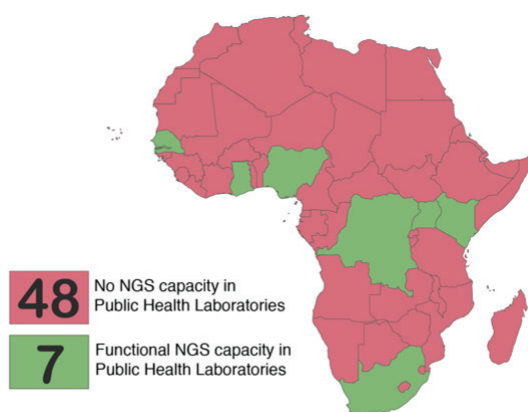 48
No NGS capacity in
Public Health Laboratories
7
Functional NGS capacity in
Public Health Laboratories